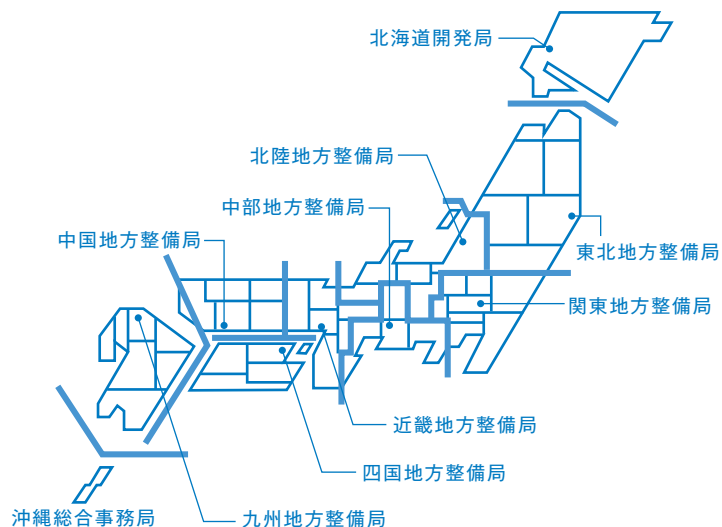 北海道開発局
北陸地方整備局
中部地方整備局
中国地方整備局
東北地方整備局
関東地方整備局
近畿地方整備局
四国地方整備局
沖縄総合事務局
九州地方整備局